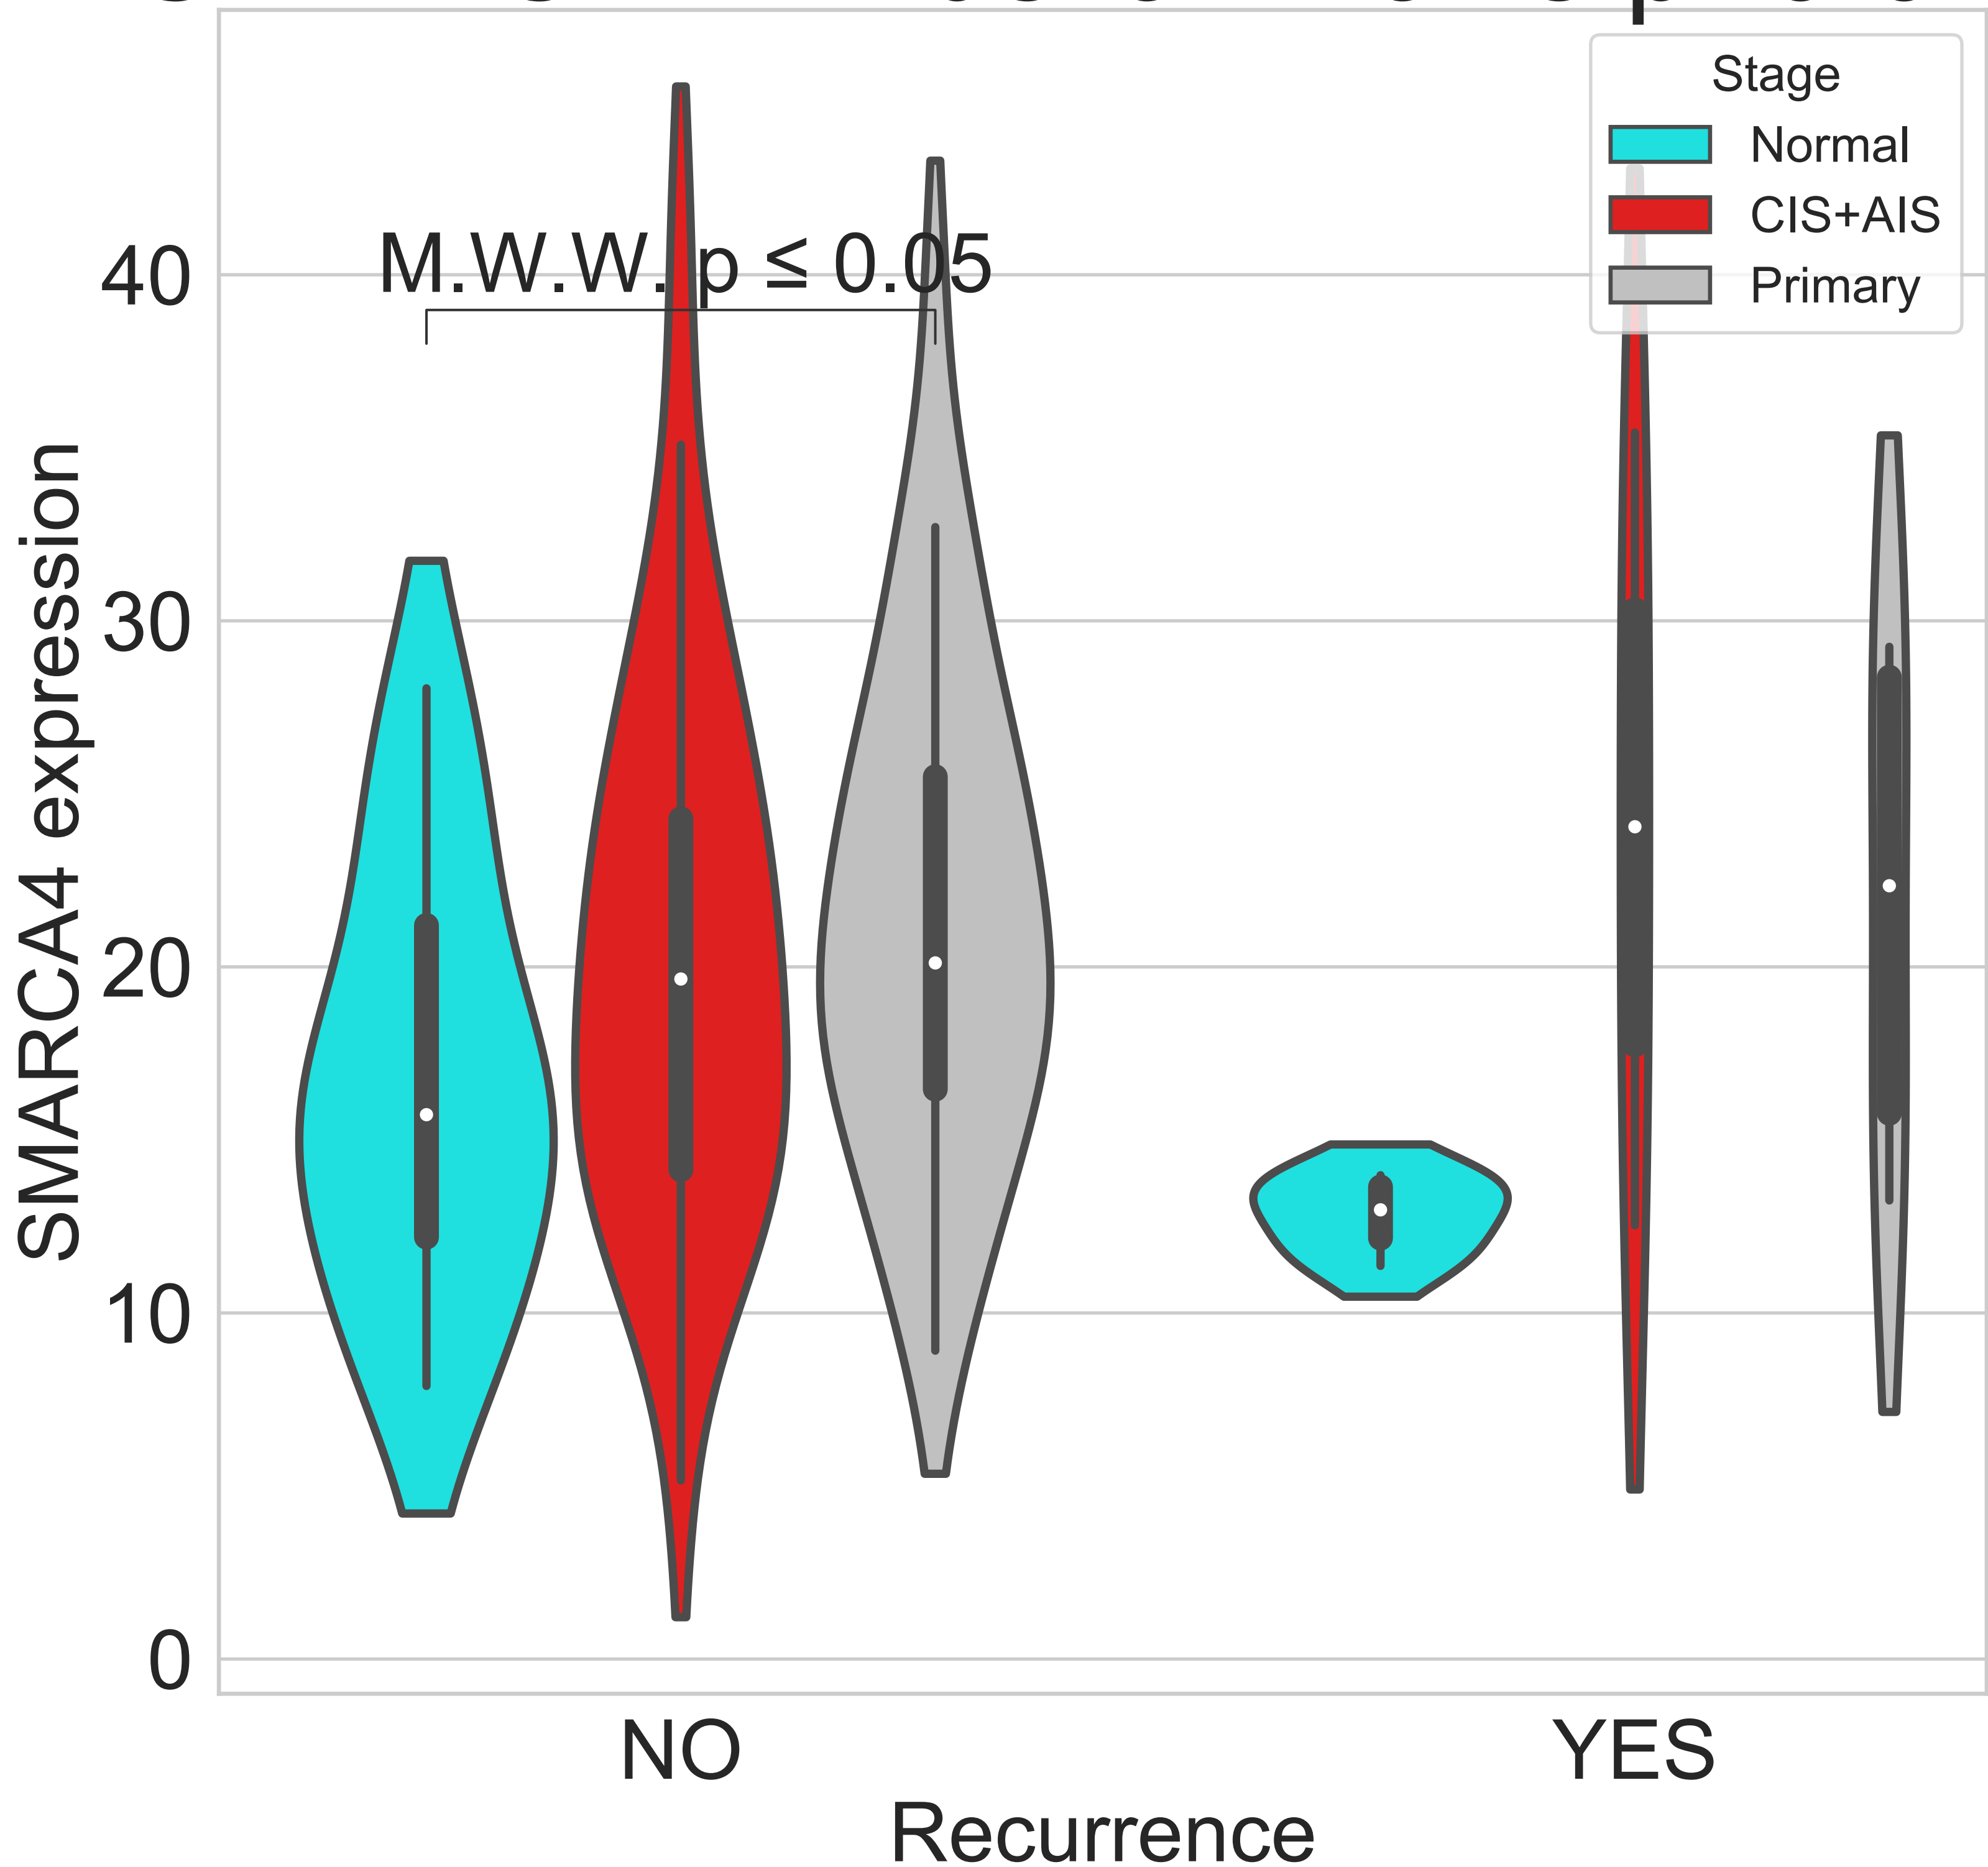 Stage
Normal
CIS+AIS
Primary
M.W.W. p ≤ 0.05
40
30
20
10
0
SMARCA4 expression
NO
YES
Recurrence